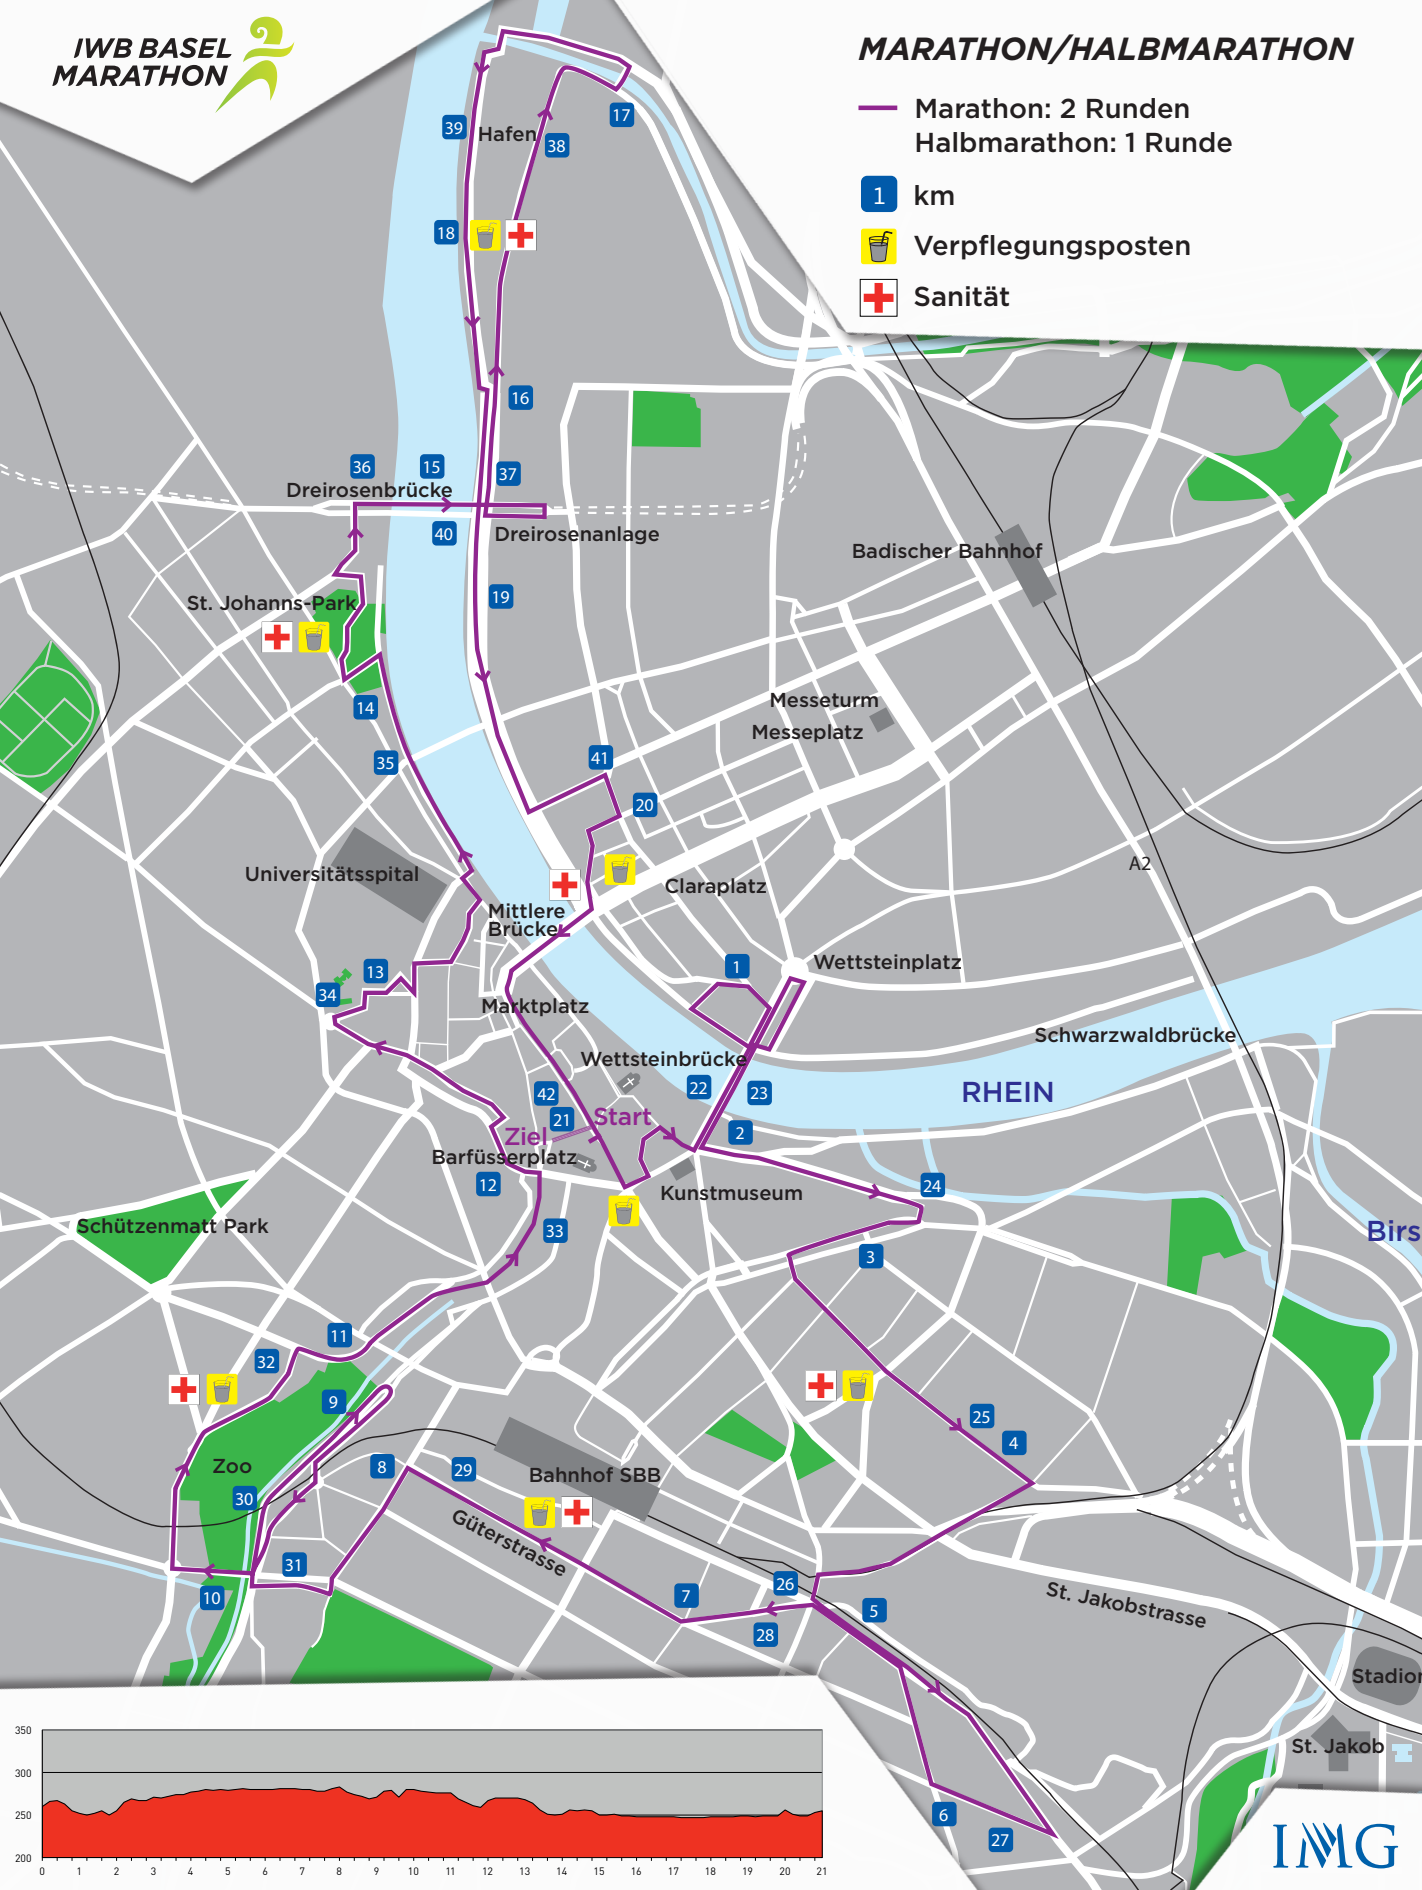 IWB BASEL
MARATHON
MARATHON/HALBMARATHON
Marathon: 2 Runden
Halbmarathon: 1 Runde
1 km
Verpflegungsposten
Sanität
17
39
Hafen
38
18
16
36
15
37
Dreirosenbrücke
40
Dreirosenanlage
Badischer Bahnhof
19
St. Johanns-Park
14
Messeturm
Messeplatz
35
41
20
A2
Universitätsspital
Claraplatz
Mittlere
Brücke
13
1
Wettsteinplatz
34
Marktplatz
Schwarzwaldbrücke
Wettsteinbrücke
42
22
23
RHEIN
21
Start
2
Ziel
Barfüsserplatz
12
24
Kunstmuseum
Schützenmatt Park
33
Birs
3
11
32
9
25
4
Zoo
8
29
Bahnhof SBB
30
Güterstrasse
31
10
7
26
5
St. Jakobstrasse
28
Stadion
St. Jakob
6
27
350
300
250
200
0 1 2 3 4 5 6 7 8 9 10 11 12 13 14 15 16 17 18 19 20 21
IMG